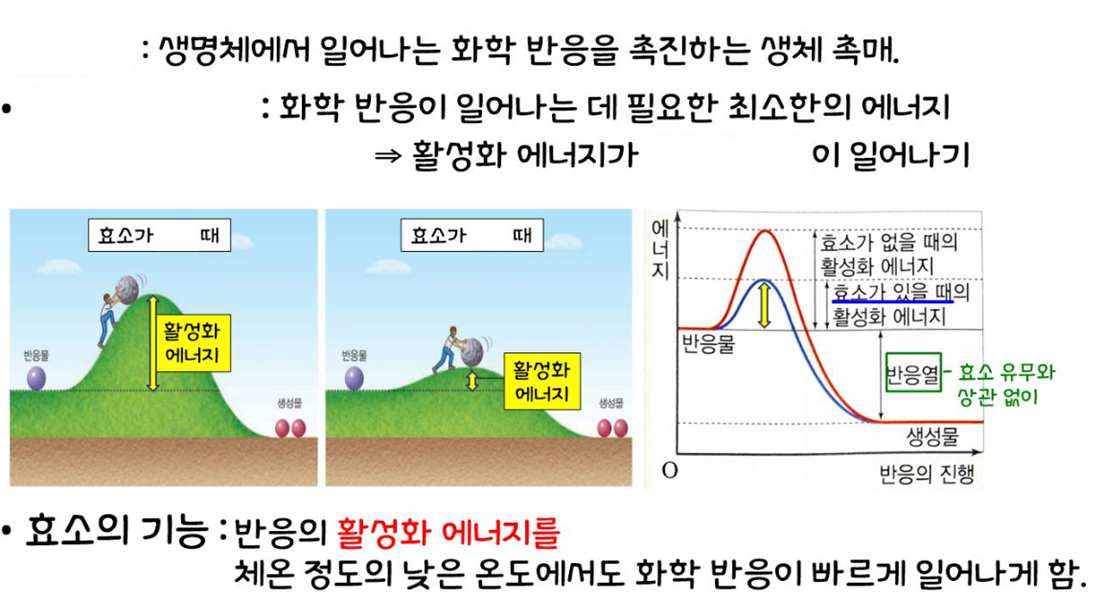 : 생명체에서 일어나는 화학 반응을 촉진하는 생체 촉매.
• : 화학 반응이 일어나는 데 필요한 최소한의 에너지
⇒ 활성화 에너지가 이 일어나기
효소가 때
활성화
에너지
반응물
생성물
효소가 때
활성화
에너지
반응물
생성물
에너지
효소가 없을 때의
활성화 에너지
효소가 있을 때의
활성화 에너지
반응물
반응열 - 효소 유무와
상관 없이
생성물
O
반응의 진행
• 효소의 기능 : 반응의 활성화 에너지를
체온 정도의 낮은 온도에서도 화학 반응이 빠르게 일어나게 함.